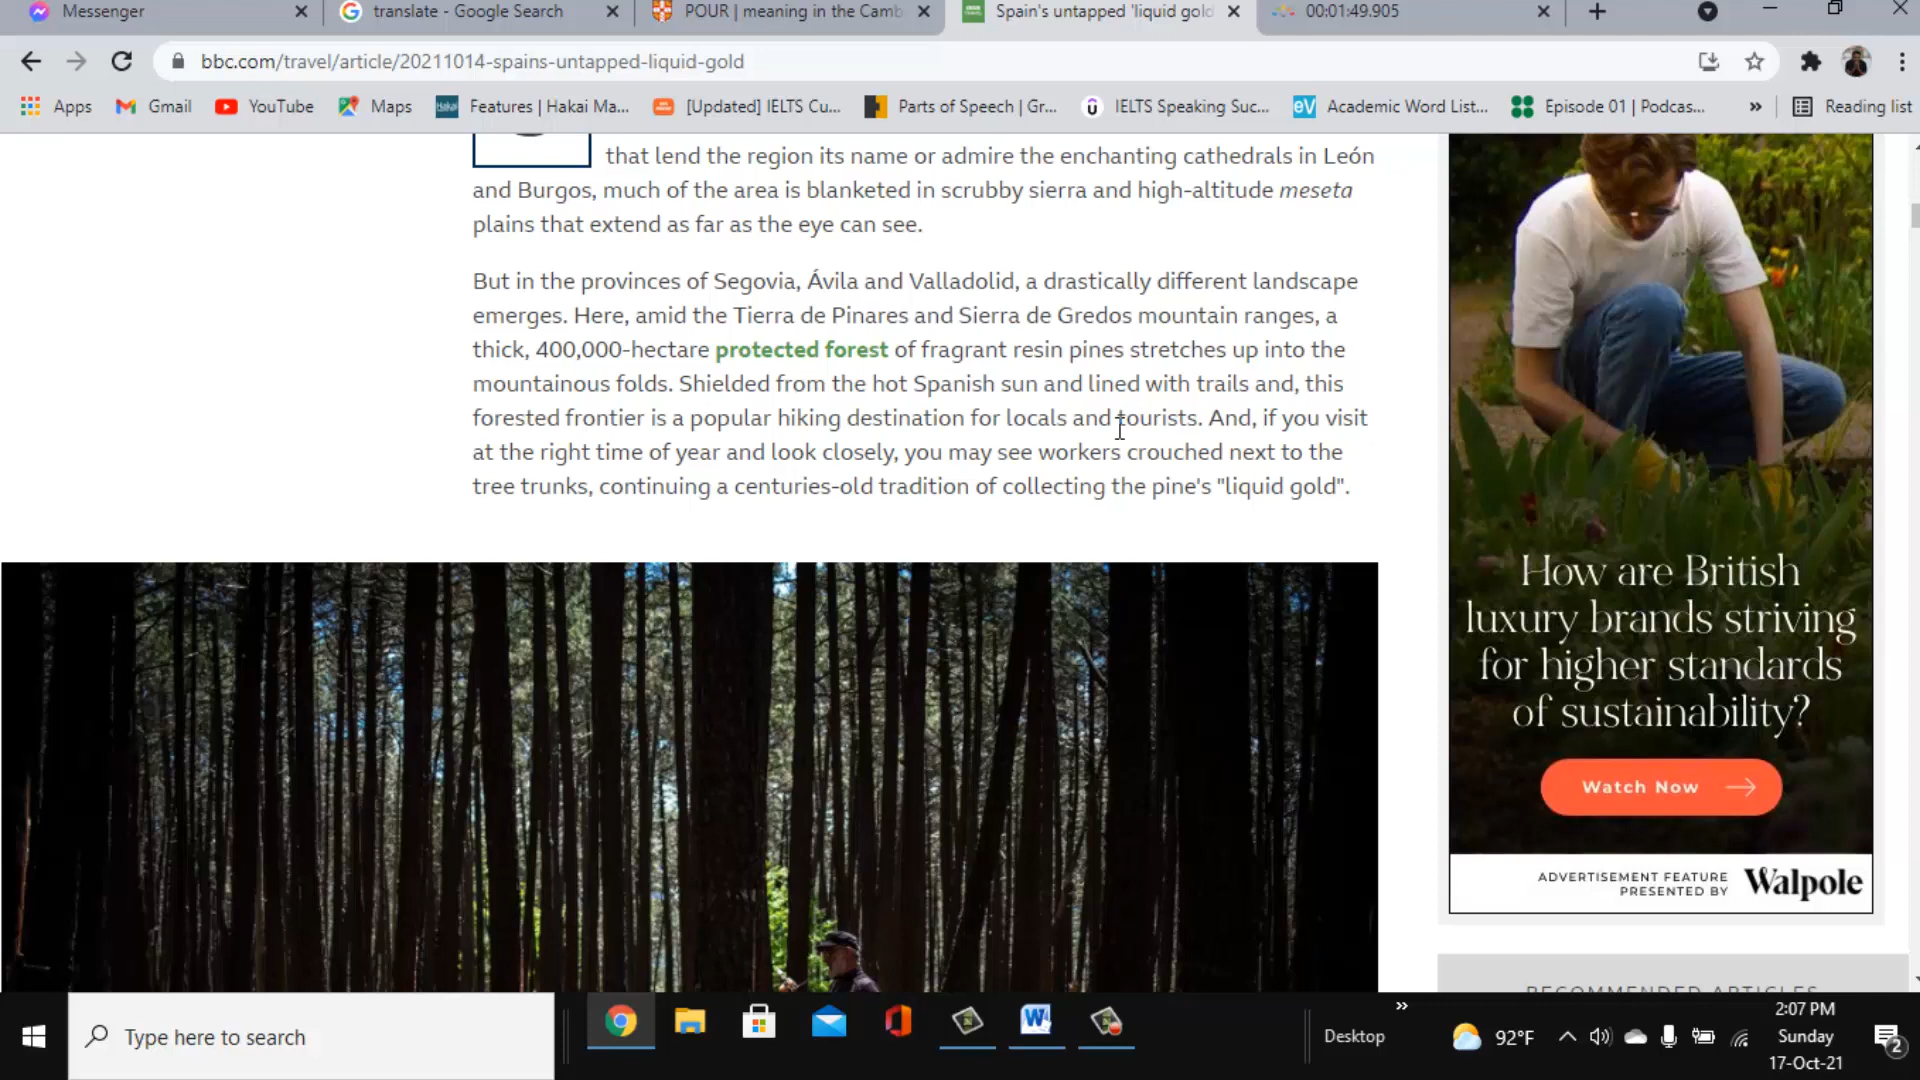 Messenger
translate - Google Search
POUR | meaning in the Camb
Spain's untapped 'liquid gold
00:01:49.905
bbc.com/travel/article/20211014-spains-untapped-liquid-gold
Apps
Gmail
YouTube
Maps
Hakai
Features | Hakai Ma...
[Updated] IELTS Cu...
Parts of Speech | Gr...
IELTS Speaking Suc...
eV
Academic Word List...
Episode 01 | Podcas...
»
Reading list
that lend the region its name or admire the enchanting cathedrals in León
and Burgos, much of the area is blanketed in scrubby sierra and high-altitude meseta
plains that extend as far as the eye can see.
But in the provinces of Segovia, Ávila and Valladolid, a drastically different landscape
emerges. Here, amid the Tierra de Pinares and Sierra de Gredos mountain ranges, a
thick, 400,000-hectare protected forest of fragrant resin pines stretches up into the
mountainous folds. Shielded from the hot Spanish sun and lined with trails and, this
forested frontier is a popular hiking destination for locals and tourists. And, if you visit
at the right time of year and look closely, you may see workers crouched next to the
tree trunks, continuing a centuries-old tradition of collecting the pine's "liquid gold".
How are British
luxury brands striving
for higher standards
of sustainability?
Watch Now
ADVERTISEMENT FEATURE
PRESENTED BY
Walpole
RECOMMENDED ARTICLES
Type here to search
Desktop
»
92°F
2:07 PM
Sunday
17-Oct-21
2